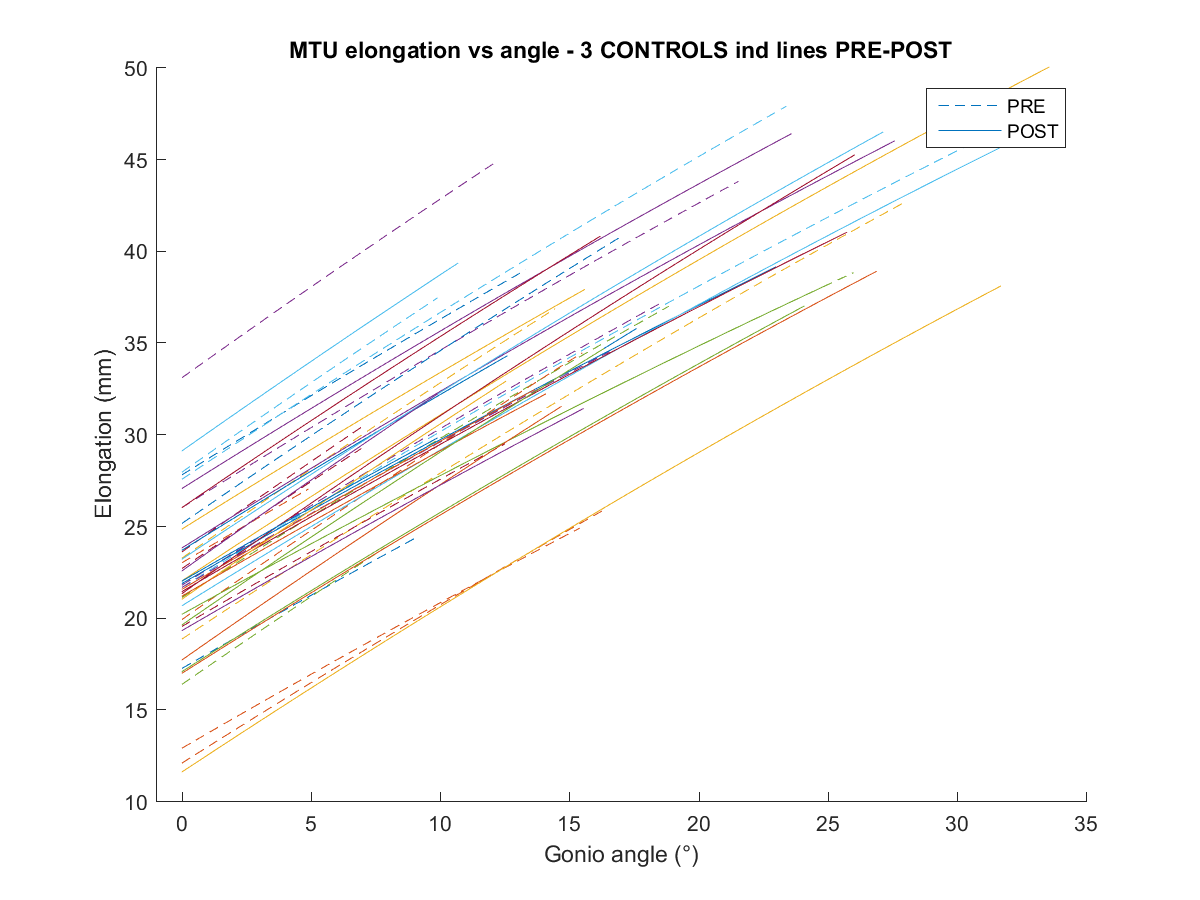 MTU elongation vs angle - 3 CONTROLS ind lines PRE-POST
50
45
40
35
30
25
20
15
10
Elongation (mm)
PRE
POST
0 5 10 15 20 25 30 35
Gonio angle (°)